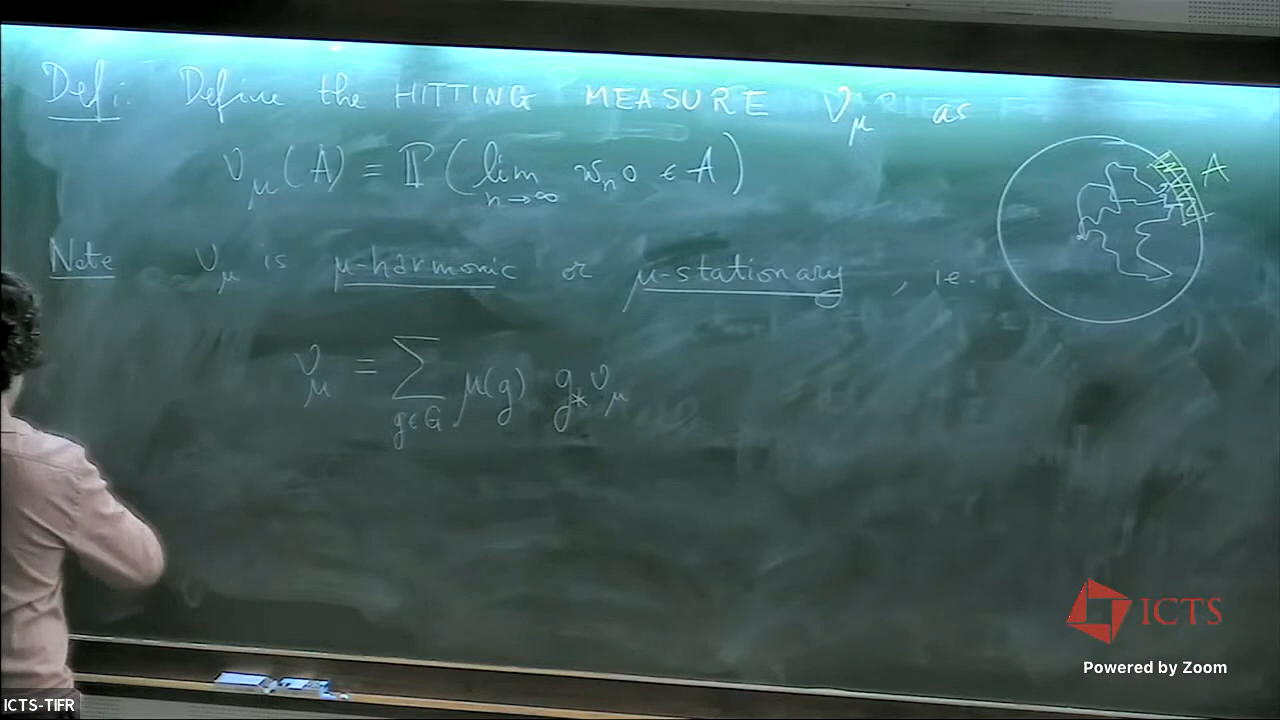 Def: Define the HITTING MEASURE ν_μ as
ν_μ(A) = ℙ( lim_{n→∞} w_n o ∈ A )
A
Note ν_μ is μ-harmonic or μ-stationary, i.e.
ν_μ = Σ_{g∈G} μ(g) g_* ν_μ
ICTS
Powered by Zoom
ICTS-TIFR